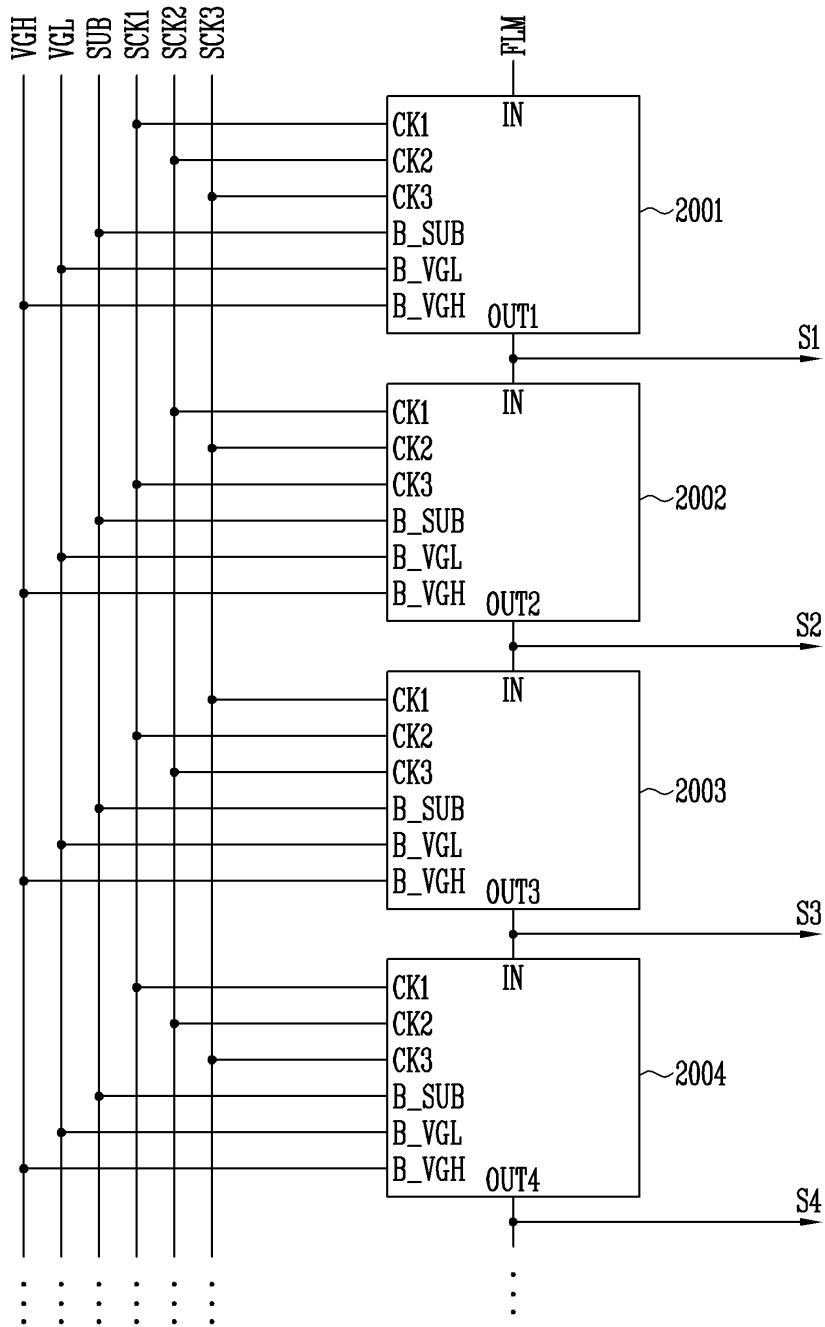 VGH
VGL
SUB
SCK1
SCK2
SCK3
FLM
IN
CK1
CK2
CK3
B_SUB
B_VGL
B_VGH
OUT1
2001
S1
IN
CK1
CK2
CK3
B_SUB
B_VGL
B_VGH
OUT2
2002
S2
IN
CK1
CK2
CK3
B_SUB
B_VGL
B_VGH
OUT3
2003
S3
IN
CK1
CK2
CK3
B_SUB
B_VGL
B_VGH
OUT4
2004
S4